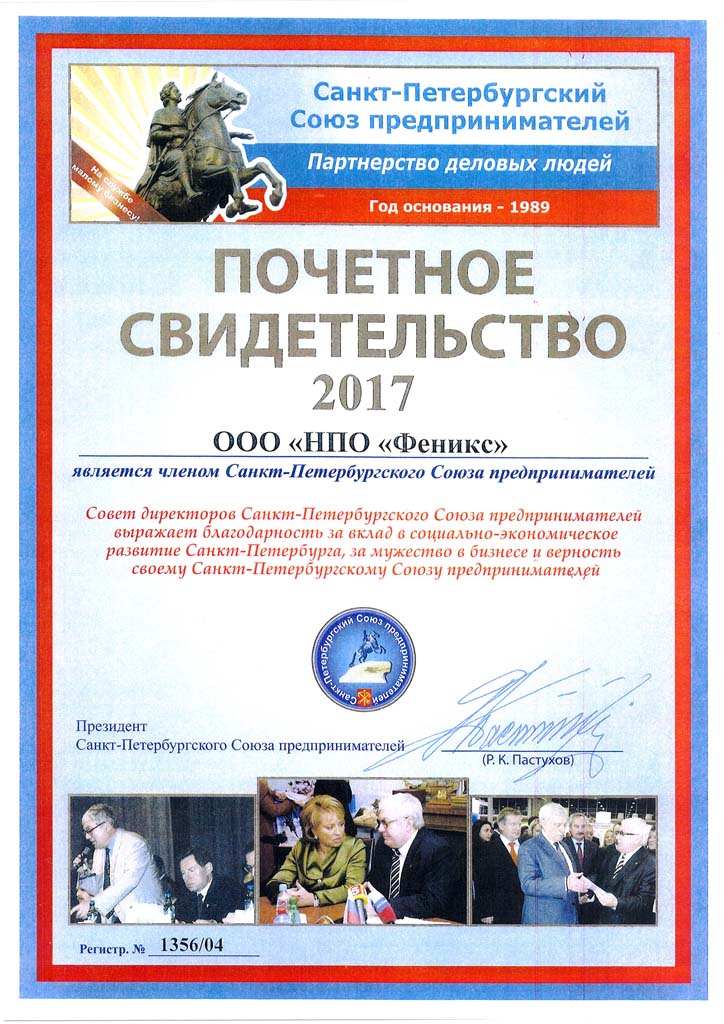 Санкт-Петербургский
Союз предпринимателей
Партнерство деловых людей
На службе
малому бизнесу!
Год основания - 1989
ПОЧЕТНОЕ
СВИДЕТЕЛЬСТВО
2017
ООО «НПО «Феникс»
является членом Санкт-Петербургского Союза предпринимателей
Совет директоров Санкт-Петербургского Союза предпринимателей
выражает благодарность за вклад в социально-экономическое
развитие Санкт-Петербурга, за мужество в бизнесе и верность
своему Санкт-Петербургскому Союзу предпринимателей
Санкт-Петербургский Союз предпринимателей
Президент
Санкт-Петербургского Союза предпринимателей
(Р. К. Пастухов)
Регистр. № 1356/04